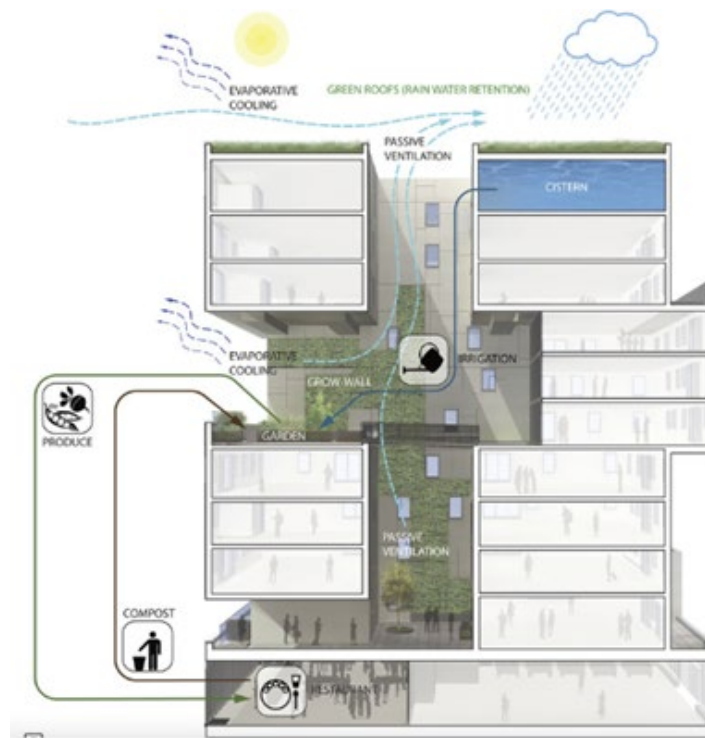 EVAPORATIVE
COOLING
GREEN ROOFS (RAIN WATER RETENTION)
PASSIVE
VENTILATION
CISTERN
EVAPORATIVE
COOLING
IRRIGATION
GROW WALL
PRODUCE
GARDEN
PASSIVE
VENTILATION
COMPOST
RESTAURANT